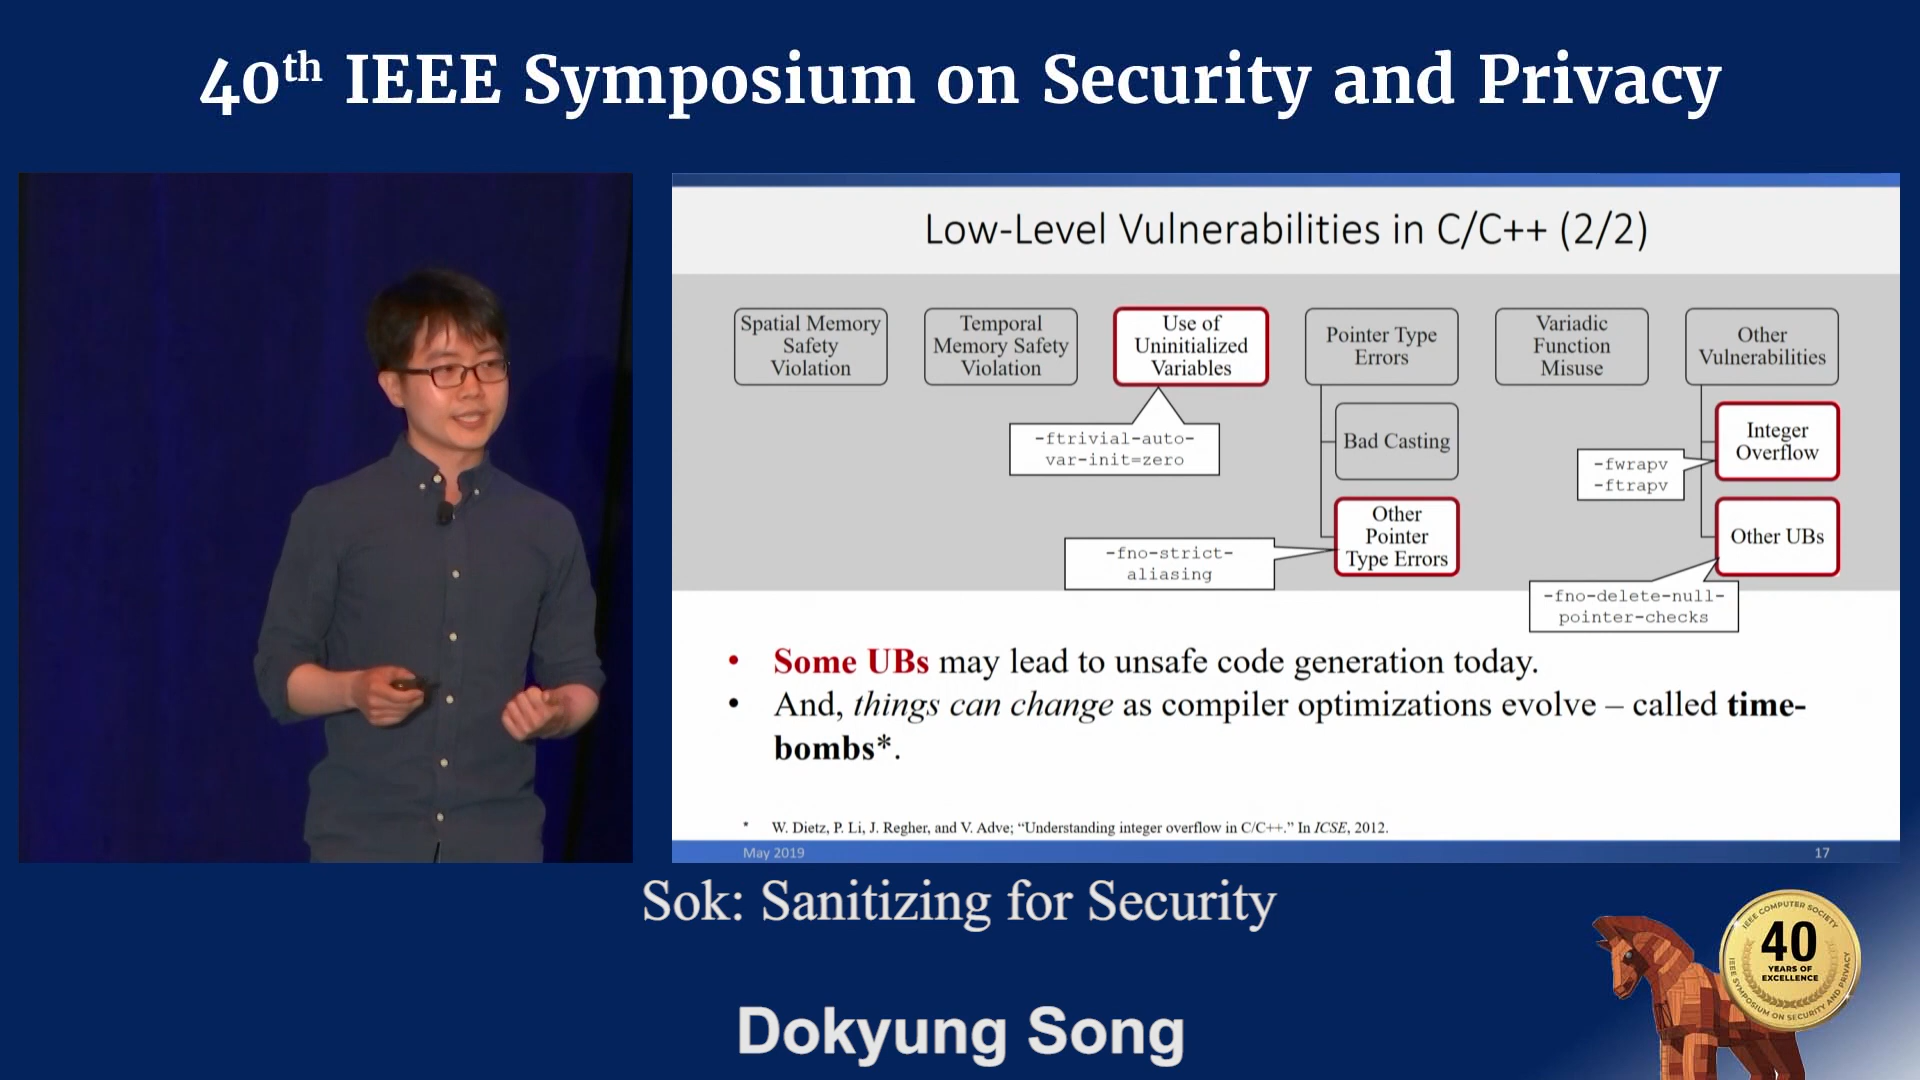 40th IEEE Symposium on Security and Privacy
Low-Level Vulnerabilities in C/C++ (2/2)
Spatial Memory
Safety
Violation
Temporal
Memory Safety
Violation
Use of
Uninitialized
Variables
Pointer Type
Errors
Variadic
Function
Misuse
Other
Vulnerabilities
-ftrivial-auto-
var-init=zero
Bad Casting
-fwrapv
-ftrapv
Integer
Overflow
-fno-strict-
aliasing
Other
Pointer
Type Errors
Other UBs
-fno-delete-null-
pointer-checks
• Some UBs may lead to unsafe code generation today.
• And, things can change as compiler optimizations evolve – called time-
bombs*.
* W. Dietz, P. Li, J. Regher, and V. Adve; “Understanding integer overflow in C/C++.” In ICSE, 2012.
May 2019
17
Sok: Sanitizing for Security
Dokyung Song
IEEE COMPUTER SOCIETY
40
YEARS OF
EXCELLENCE
IEEE SYMPOSIUM ON SECURITY AND PRIVACY